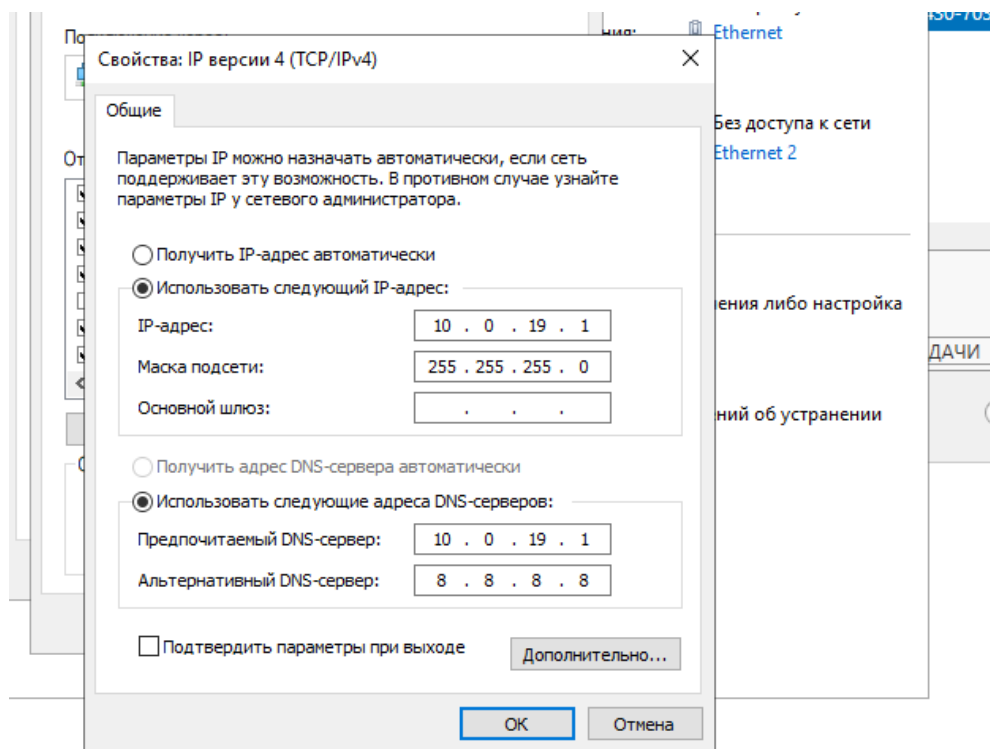 Свойства: IP версии 4 (TCP/IPv4)
Общие
Параметры IP можно назначать автоматически, если сеть
поддерживает эту возможность. В противном случае узнайте
параметры IP у сетевого администратора.
Получить IP-адрес автоматически
Использовать следующий IP-адрес:
IP-адрес: 10 . 0 . 19 . 1
Маска подсети: 255 . 255 . 255 . 0
Основной шлюз: . . .
Получить адрес DNS-сервера автоматически
Использовать следующие адреса DNS-серверов:
Предпочитаемый DNS-сервер: 10 . 0 . 19 . 1
Альтернативный DNS-сервер: 8 . 8 . 8 . 8
Подтвердить параметры при выходе
Дополнительно...
ОК Отмена
Ethernet
Без доступа к сети
Ethernet 2
ения либо настройка
ний об устранении
ДАЧИ